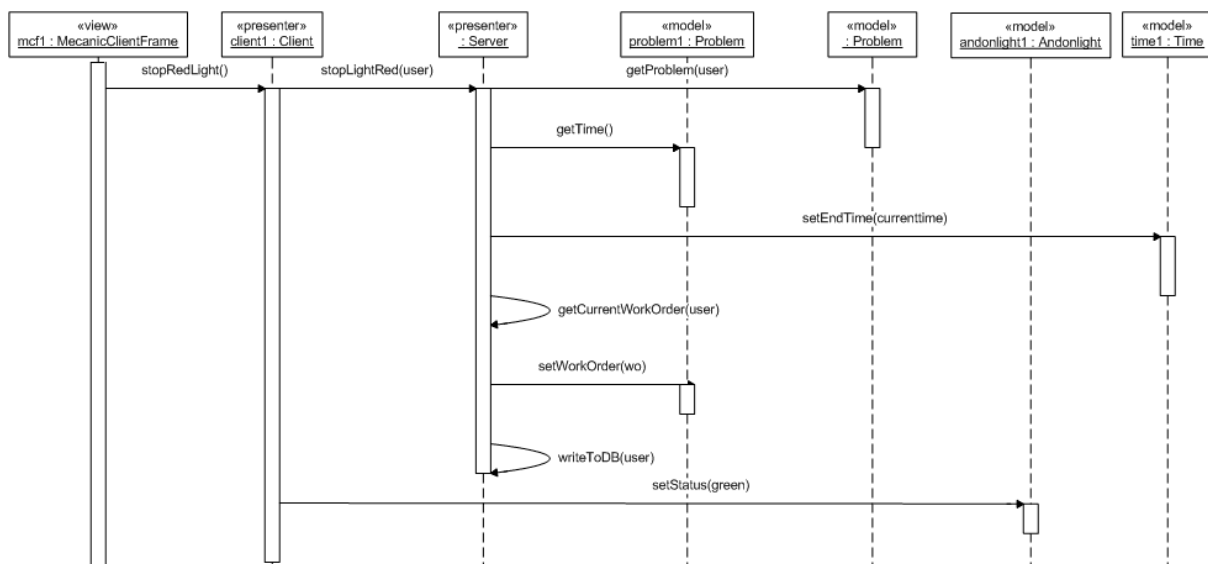 «view»
mcf1 : MecanicClientFrame
«presenter»
client1 : Client
«presenter»
: Server
«model»
problem1 : Problem
«model»
: Problem
«model»
andonlight1 : Andonlight
«model»
time1 : Time
stopRedLight()
stopLightRed(user)
getProblem(user)
getTime()
setEndTime(currenttime)
getCurrentWorkOrder(user)
setWorkOrder(wo)
writeToDB(user)
setStatus(green)